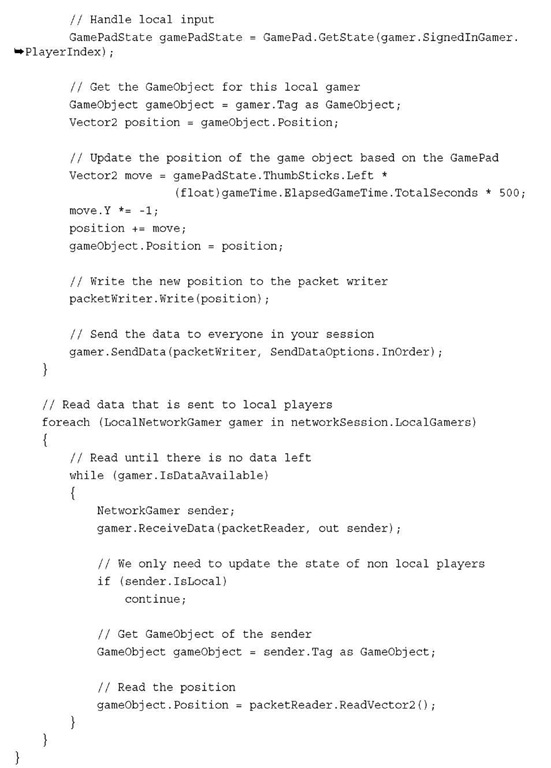 // Handle local input
GamePadState gamePadState = GamePad.GetState(gamer.SignedInGamer.
➥PlayerIndex);
// Get the GameObject for this local gamer
GameObject gameObject = gamer.Tag as GameObject;
Vector2 position = gameObject.Position;
// Update the position of the game object based on the GamePad
Vector2 move = gamePadState.ThumbSticks.Left *
(float)gameTime.ElapsedGameTime.TotalSeconds * 500;
move.Y *= -1;
position += move;
gameObject.Position = position;
// Write the new position to the packet writer
packetWriter.Write(position);
// Send the data to everyone in your session
gamer.SendData(packetWriter, SendDataOptions.InOrder);
}
// Read data that is sent to local players
foreach (LocalNetworkGamer gamer in networkSession.LocalGamers)
{
// Read until there is no data left
while (gamer.IsDataAvailable)
{
NetworkGamer sender;
gamer.ReceiveData(packetReader, out sender);
// We only need to update the state of non local players
if (sender.IsLocal)
continue;
// Get GameObject of the sender
GameObject gameObject = sender.Tag as GameObject;
// Read the position
gameObject.Position = packetReader.ReadVector2();
}
}
}